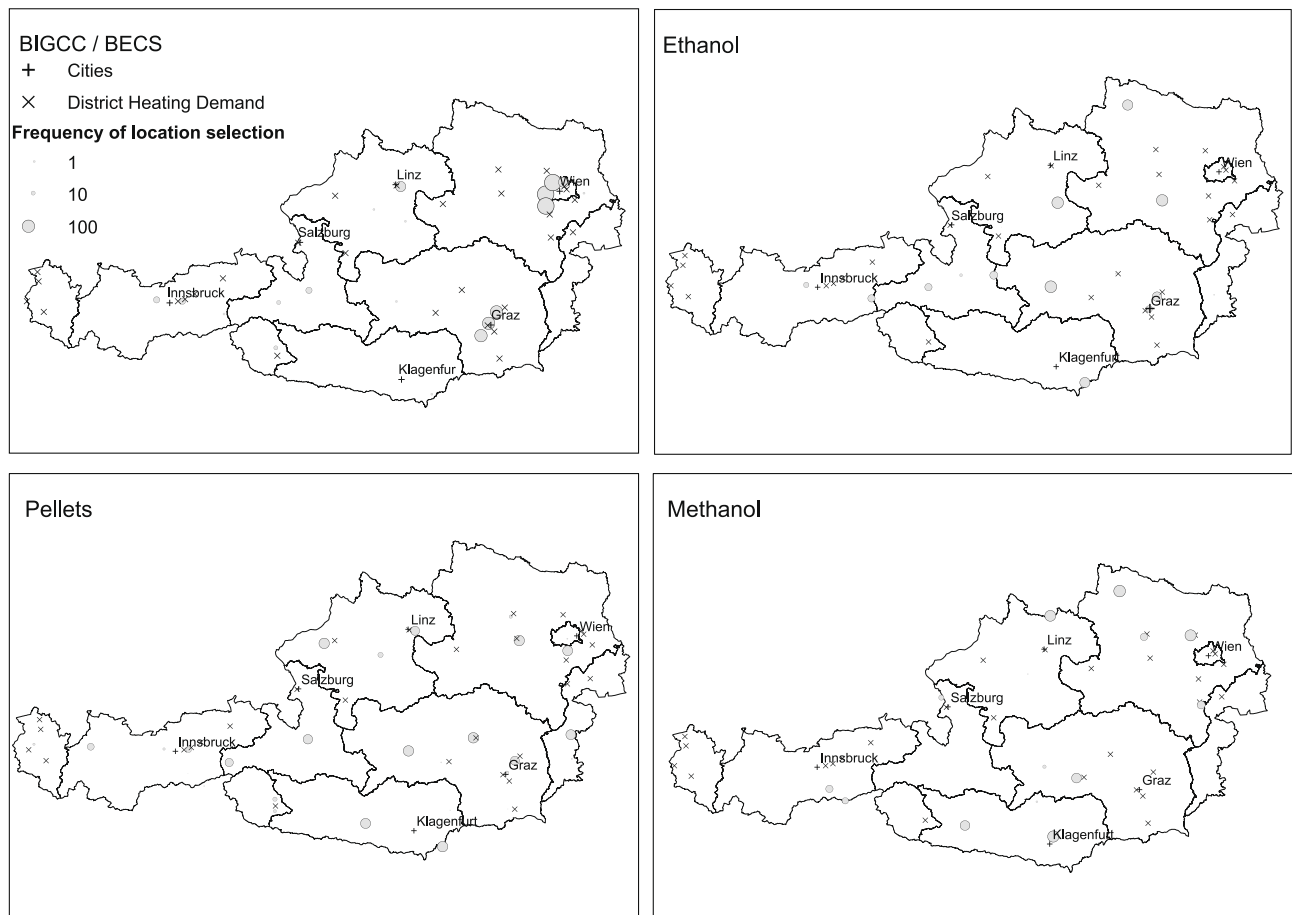 BIGCC / BECS
Cities
District Heating Demand
Frequency of location selection
1
10
100
Linz
Wien
Salzburg
Innsbruck
Graz
Klagenfur
Ethanol
Linz
Wien
Salzburg
Innsbruck
Graz
Klagenfurt
Pellets
Linz
Wien
Salzburg
Innsbruck
Graz
Klagenfurt
Methanol
Linz
Wien
Salzburg
Innsbruck
Graz
Klagenfurt